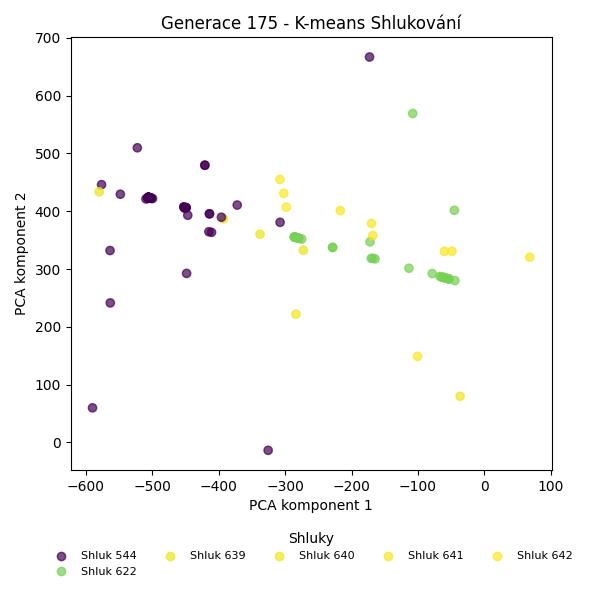 Generace 175 - K-means Shlukování
700
600
500
400
300
200
100
0
PCA komponent 2
−600 −500 −400 −300 −200 −100 0 100
PCA komponent 1
Shluky
Shluk 544 Shluk 639 Shluk 640 Shluk 641 Shluk 642
Shluk 622